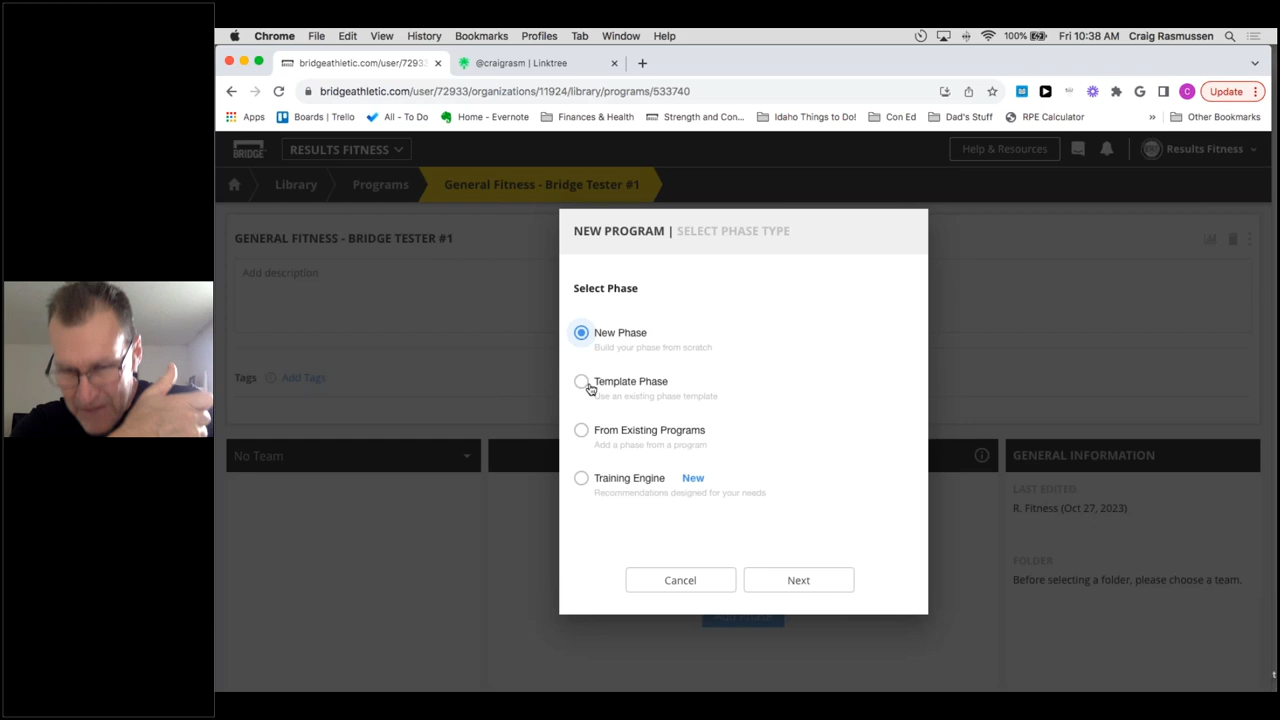 Chrome File Edit View History Bookmarks Profiles Tab Window Help 100% Fri 10:38 AM Craig Rasmussen
bridgeathletic.com/user/7293 @craigrasm | Linktree
bridgeathletic.com/user/72933/organizations/11924/library/programs/533740 Update
Apps Boards | Trello All - To Do Home - Evernote Finances & Health Strength and Con... Idaho Things to Do! Con Ed Dad's Stuff RPE Calculator » Other Bookmarks
BRIDGE RESULTS FITNESS Help & Resources Results Fitness
Library Programs General Fitness - Bridge Tester #1
GENERAL FITNESS - BRIDGE TESTER #1
Add description
Tags Add Tags
No Team
NEW PROGRAM | SELECT PHASE TYPE
Select Phase
New Phase
Build your phase from scratch
Template Phase
Use an existing phase template
From Existing Programs
Add a phase from a program
Training Engine New
Recommendations designed for your needs
Cancel Next
GENERAL INFORMATION
LAST EDITED
R. Fitness (Oct 27, 2023)
FOLDER
Before selecting a folder, please choose a team.